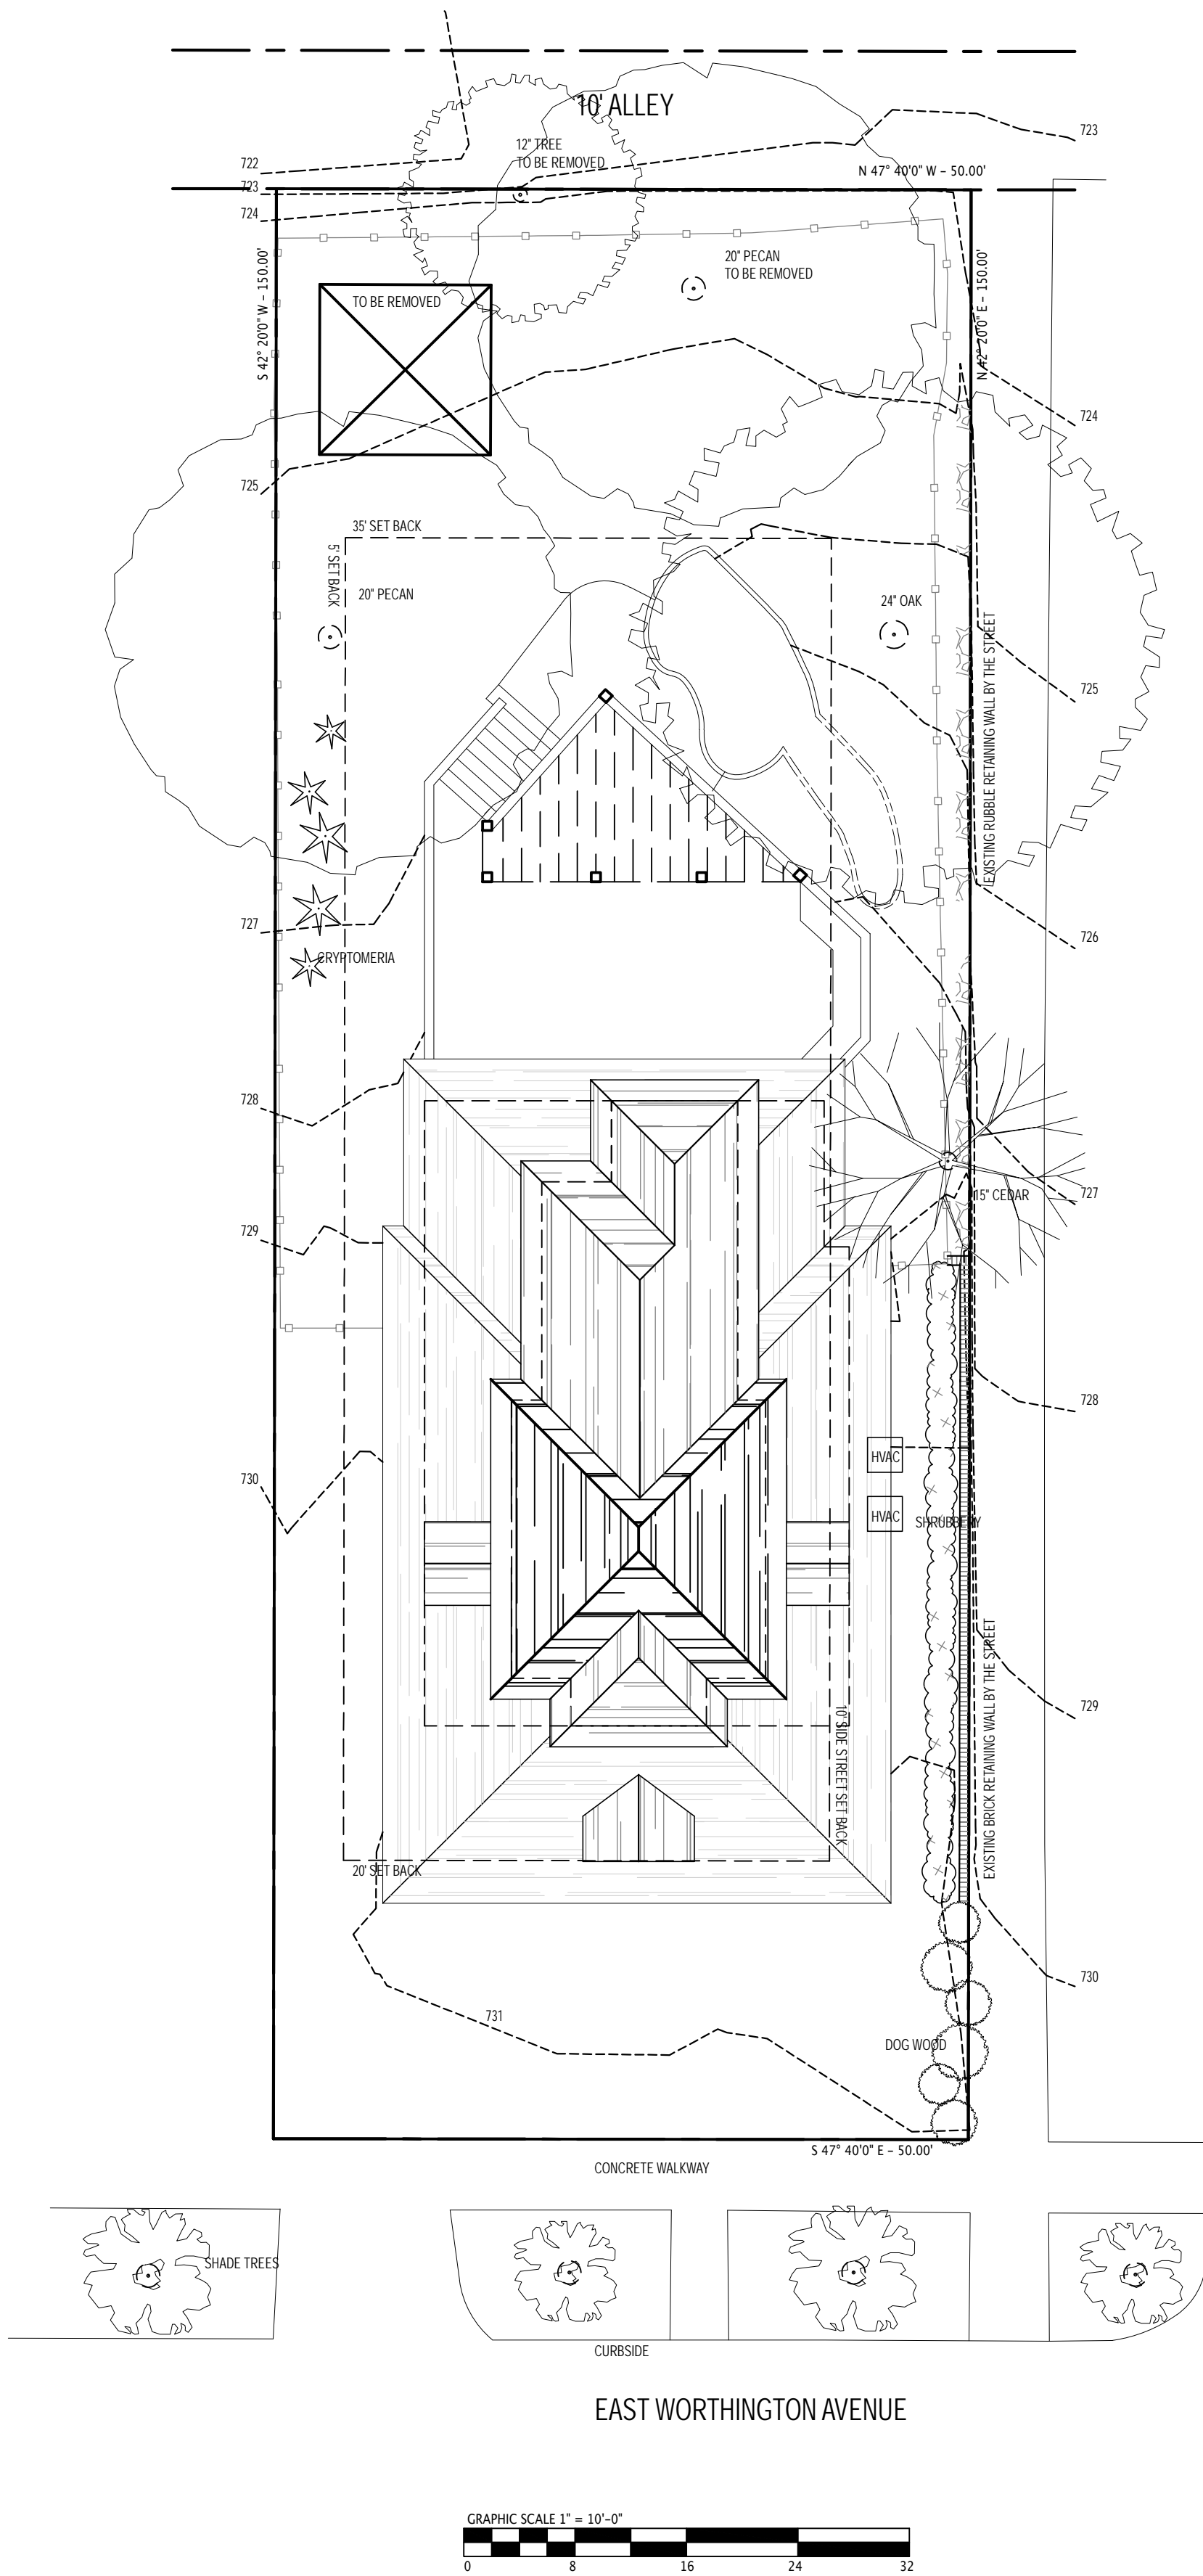 10' ALLEY
723
12" TREE
TO BE REMOVED
722
N 47° 40'0" W - 50.00'
723
724
S 42° 20'0" W - 150.00'
20" PECAN
TO BE REMOVED
N 42° 20'0" E - 150.00'
TO BE REMOVED
724
725
35' SET BACK
5' SET BACK
20" PECAN
24" OAK
EXISTING RUBBLE RETAINING WALL BY THE STREET
725
727
726
CRYPTOMERIA
728
727
15" CEDAR
729
728
HVAC
730
HVAC
SHRUBBERY
EXISTING BRICK RETAINING WALL BY THE STREET
729
10' SIDE STREET SET BACK
20' SET BACK
730
731
DOG WOOD
S 47° 40'0" E - 50.00'
CONCRETE WALKWAY
SHADE TREES
CURBSIDE
EAST WORTHINGTON AVENUE
GRAPHIC SCALE 1" = 10'-0"
0 8 16 24 32